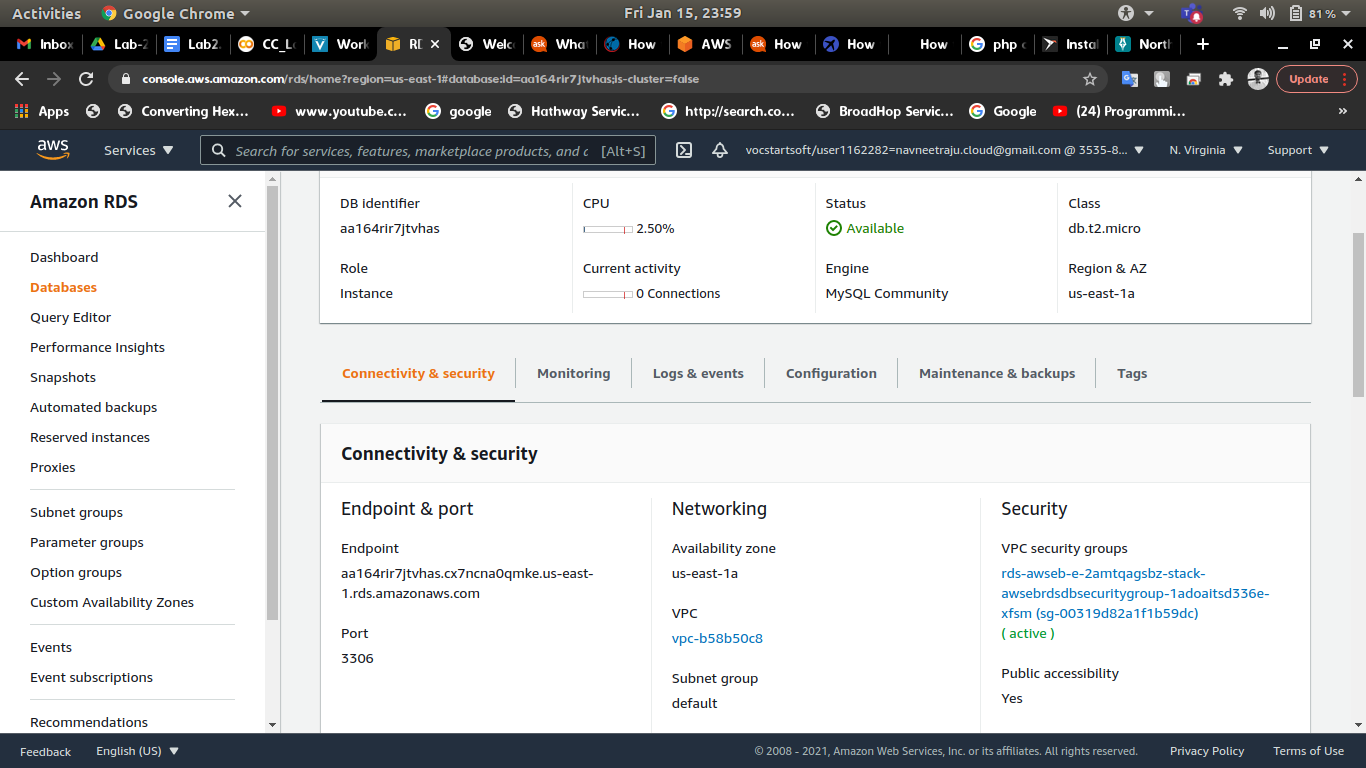 Activities
Google Chrome
Fri Jan 15, 23:59
81 %
Inbox
Lab-2
Lab2.
CC_L
Work
RD
Welc
What
How
AWS
How
How
How
php c
Instal
North
console.aws.amazon.com/rds/home?region=us-east-1#database:id=aa164rir7jtvhas;is-cluster=false
Update
Apps
Converting Hex...
www.youtube.c...
google
Hathway Servic...
http://search.co...
BroadHop Servic...
Google
(24) Programmi...
»
aws
Services
Search for services, features, marketplace products, and d
[Alt+S]
vocstartsoft/user1162282=navneetraju.cloud@gmail.com @ 3535-8...
N. Virginia
Support
Amazon RDS
Dashboard
Databases
Query Editor
Performance Insights
Snapshots
Automated backups
Reserved instances
Proxies
Subnet groups
Parameter groups
Option groups
Custom Availability Zones
Events
Event subscriptions
Recommendations
DB identifier
aa164rir7jtvhas
CPU
2.50%
Status
Available
Class
db.t2.micro
Role
Instance
Current activity
0 Connections
Engine
MySQL Community
Region & AZ
us-east-1a
Connectivity & security
Monitoring
Logs & events
Configuration
Maintenance & backups
Tags
Connectivity & security
Endpoint & port
Endpoint
aa164rir7jtvhas.cx7ncna0qmke.us-east-
1.rds.amazonaws.com
Port
3306
Networking
Availability zone
us-east-1a
VPC
vpc-b58b50c8
Subnet group
default
Security
VPC security groups
rds-awseb-e-2amtqagsbz-stack-
awsebrdsdbsecuritygroup-1adoaitsd336e-
xfsm (sg-00319d82a1f1b59dc)
( active )
Public accessibility
Yes
Feedback
English (US)
© 2008 - 2021, Amazon Web Services, Inc. or its affiliates. All rights reserved.
Privacy Policy
Terms of Use